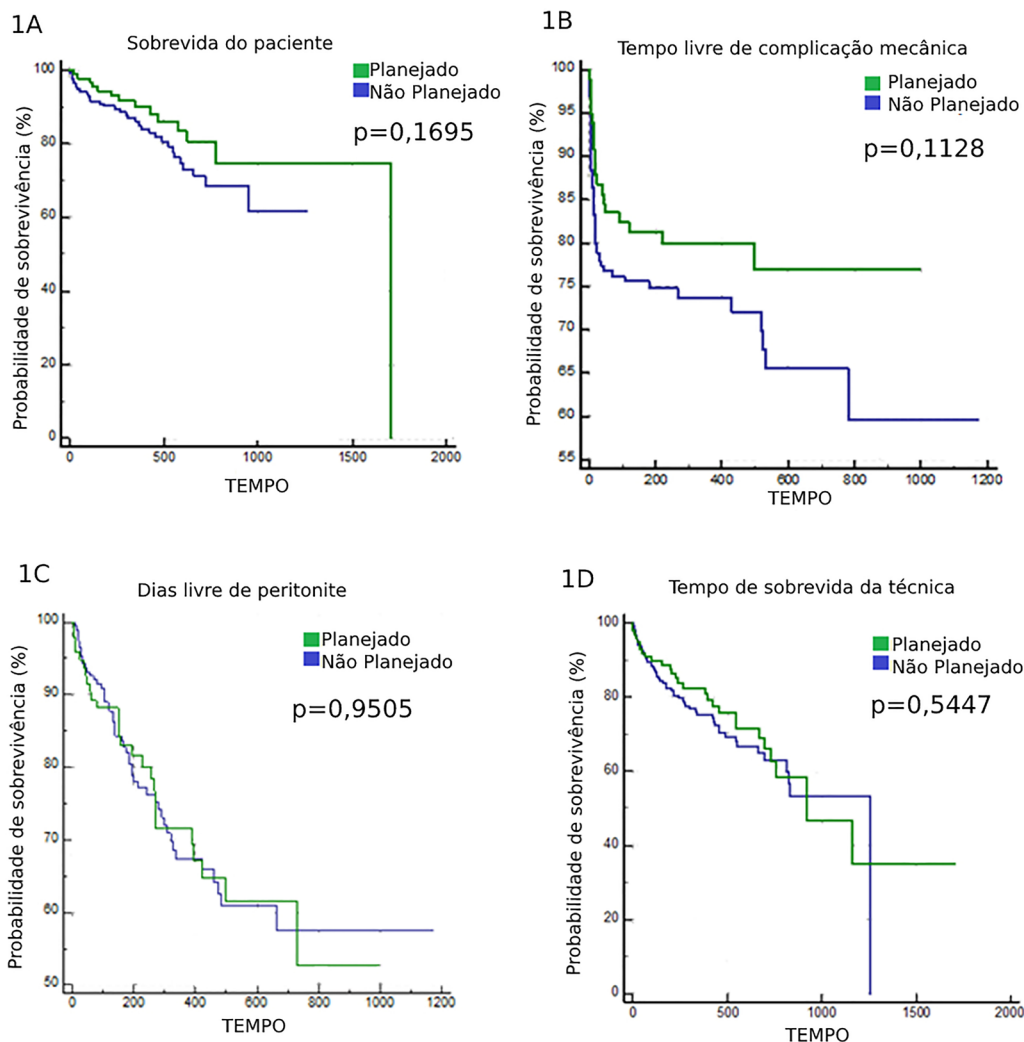 1A
Sobrevida do paciente
Planejado
Não Planejado
p=0,1695
Probabilidade de sobrevivência (%)
100
80
60
40
20
0
0 500 1000 1500 2000
TEMPO
1B
Tempo livre de complicação mecânica
Planejado
Não Planejado
p=0,1128
Probabilidade de sobrevivência (%)
100
95
90
85
80
75
70
65
60
55
0 200 400 600 800 1000 1200
TEMPO
1C
Dias livre de peritonite
Planejado
Não Planejado
p=0,9505
Probabilidade de sobrevivência (%)
100
90
80
70
60
50
0 200 400 600 800 1000 1200
TEMPO
1D
Tempo de sobrevida da técnica
Planejado
Não Planejado
p=0,5447
Probabilidade de sobrevivência (%)
100
80
60
40
20
0
0 500 1000 1500 2000
TEMPO